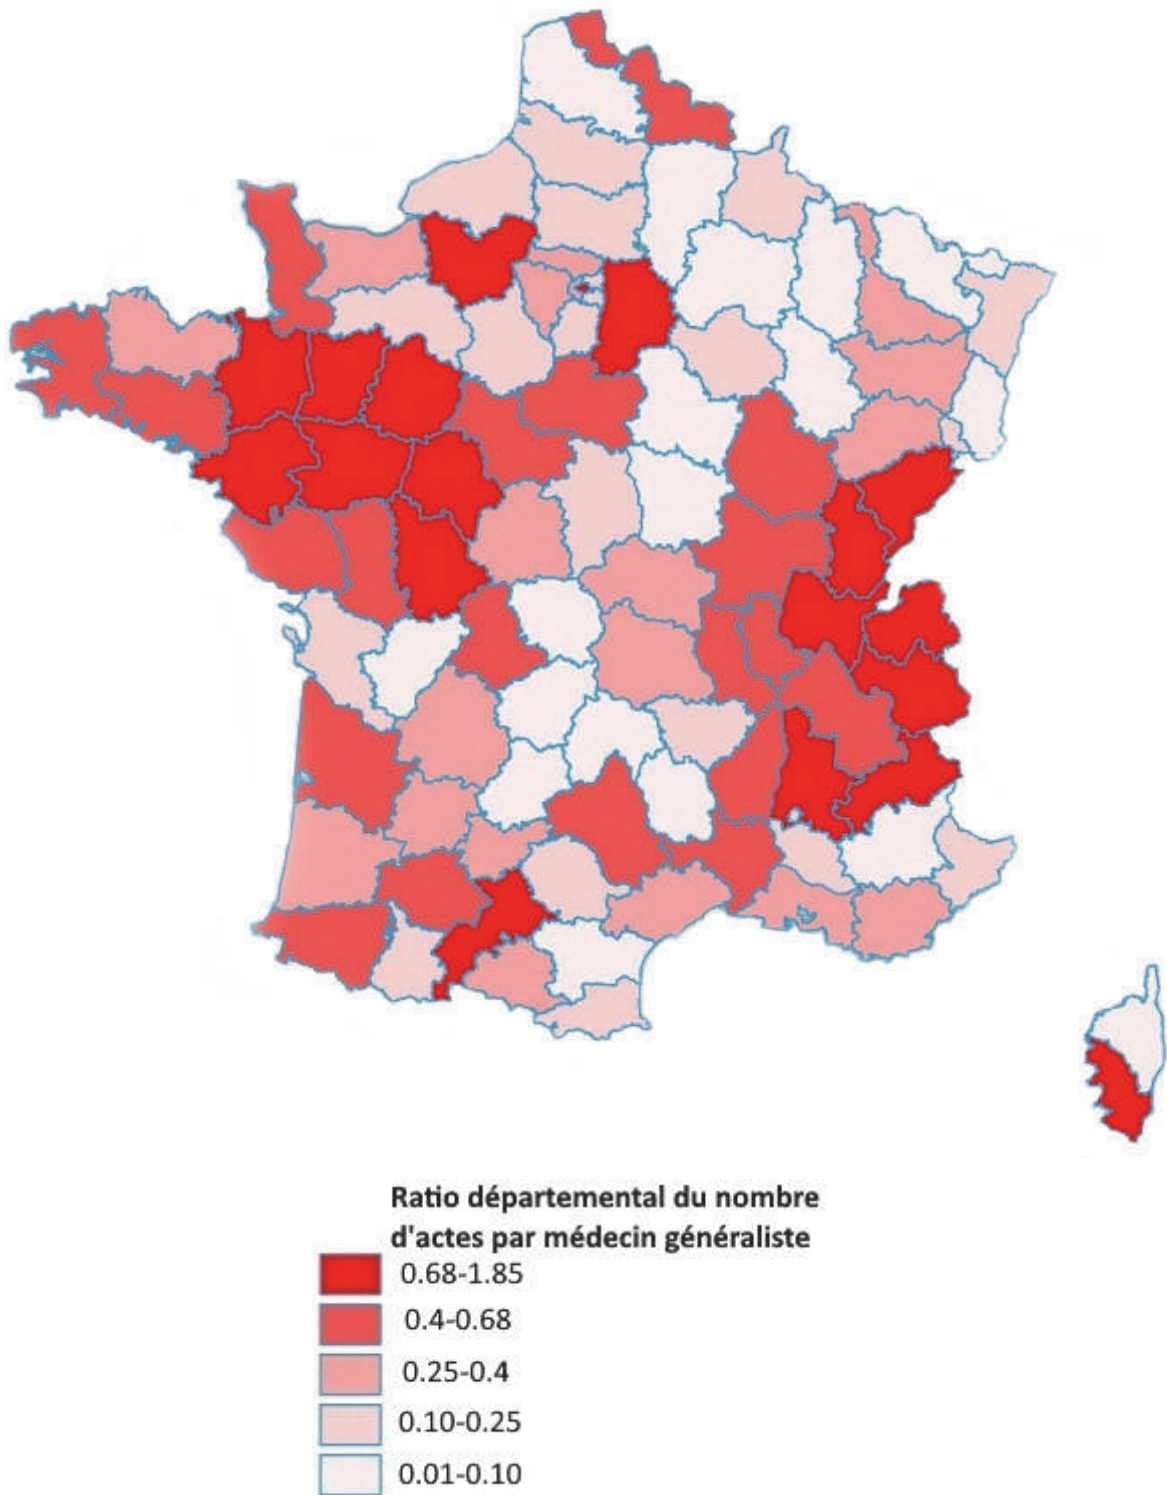 Ratio départemental du nombre
d'actes par médecin généraliste
0.68-1.85
0.4-0.68
0.25-0.4
0.10-0.25
0.01-0.10